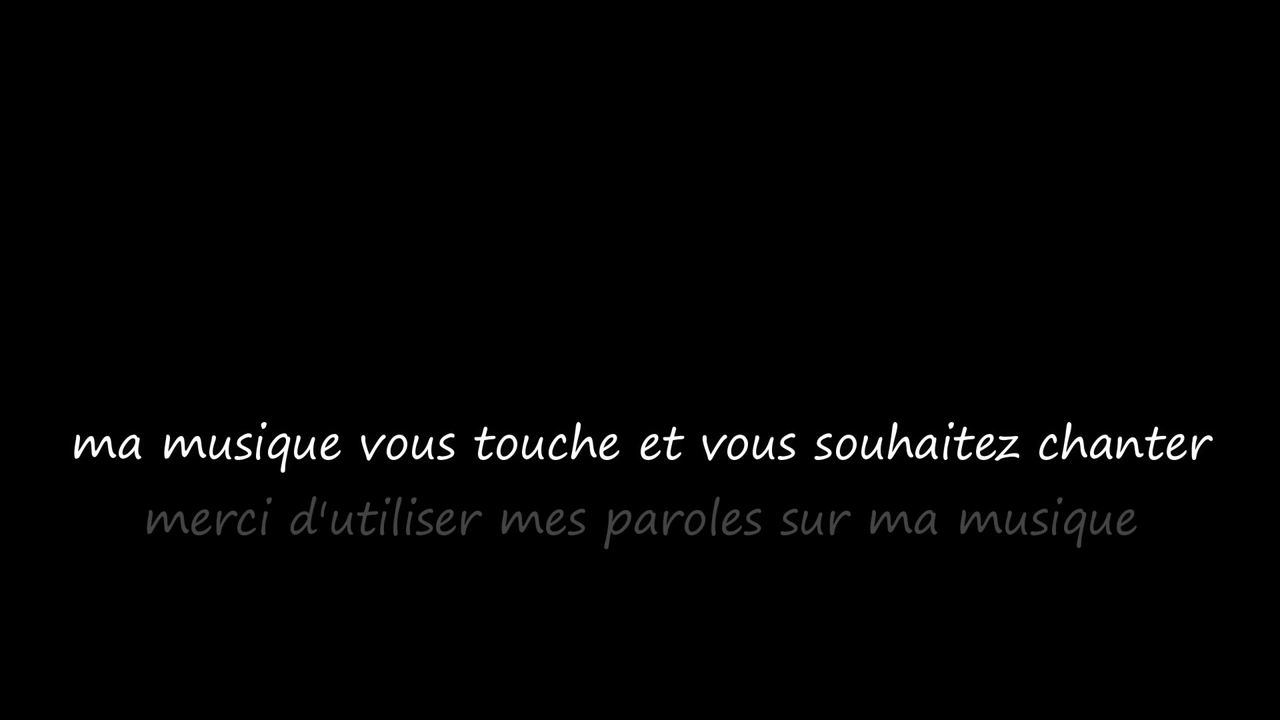 ma musique vous touche et vous souhaitez chanter
merci d'utiliser mes paroles sur ma musique